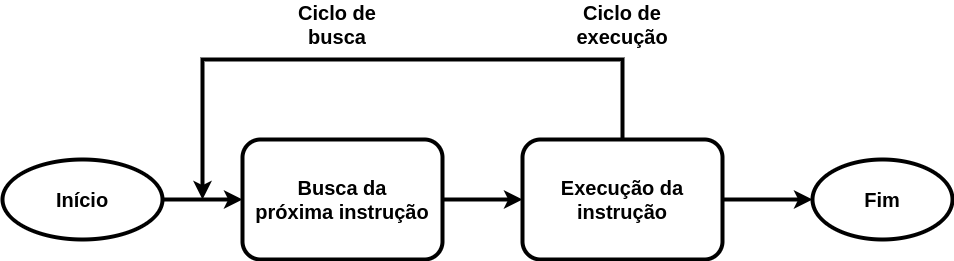 Ciclo de
busca
Ciclo de
execução
Início
Busca da
próxima instrução
Execução da
instrução
Fim